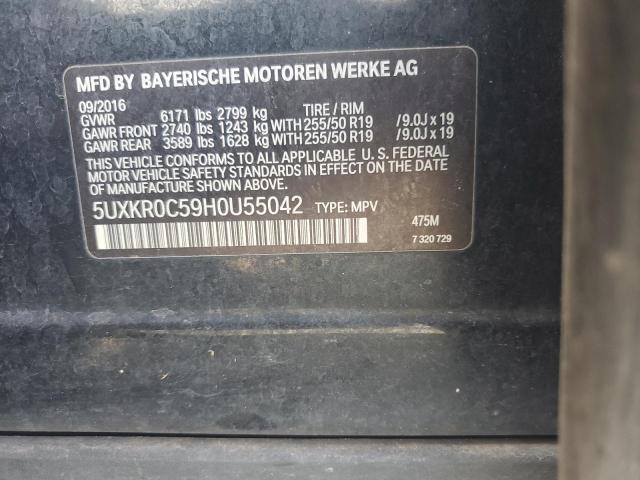 MFD BY BAYERISCHE MOTOREN WERKE AG
09/2016
GVWR 6171 lbs 2799 kg TIRE / RIM
GAWR FRONT 2740 lbs 1243 kg WITH 255/50 R19 /9.0J x 19
GAWR REAR 3589 lbs 1628 kg WITH 255/50 R19 /9.0J x 19
THIS VEHICLE CONFORMS TO ALL APPLICABLE U. S. FEDERAL
MOTOR VEHICLE SAFETY STANDARDS IN EFFECT ON THE DATE
OF MANUFACTURE SHOWN ABOVE.
5UXKR0C59H0U55042 TYPE: MPV
475M
7 320 729